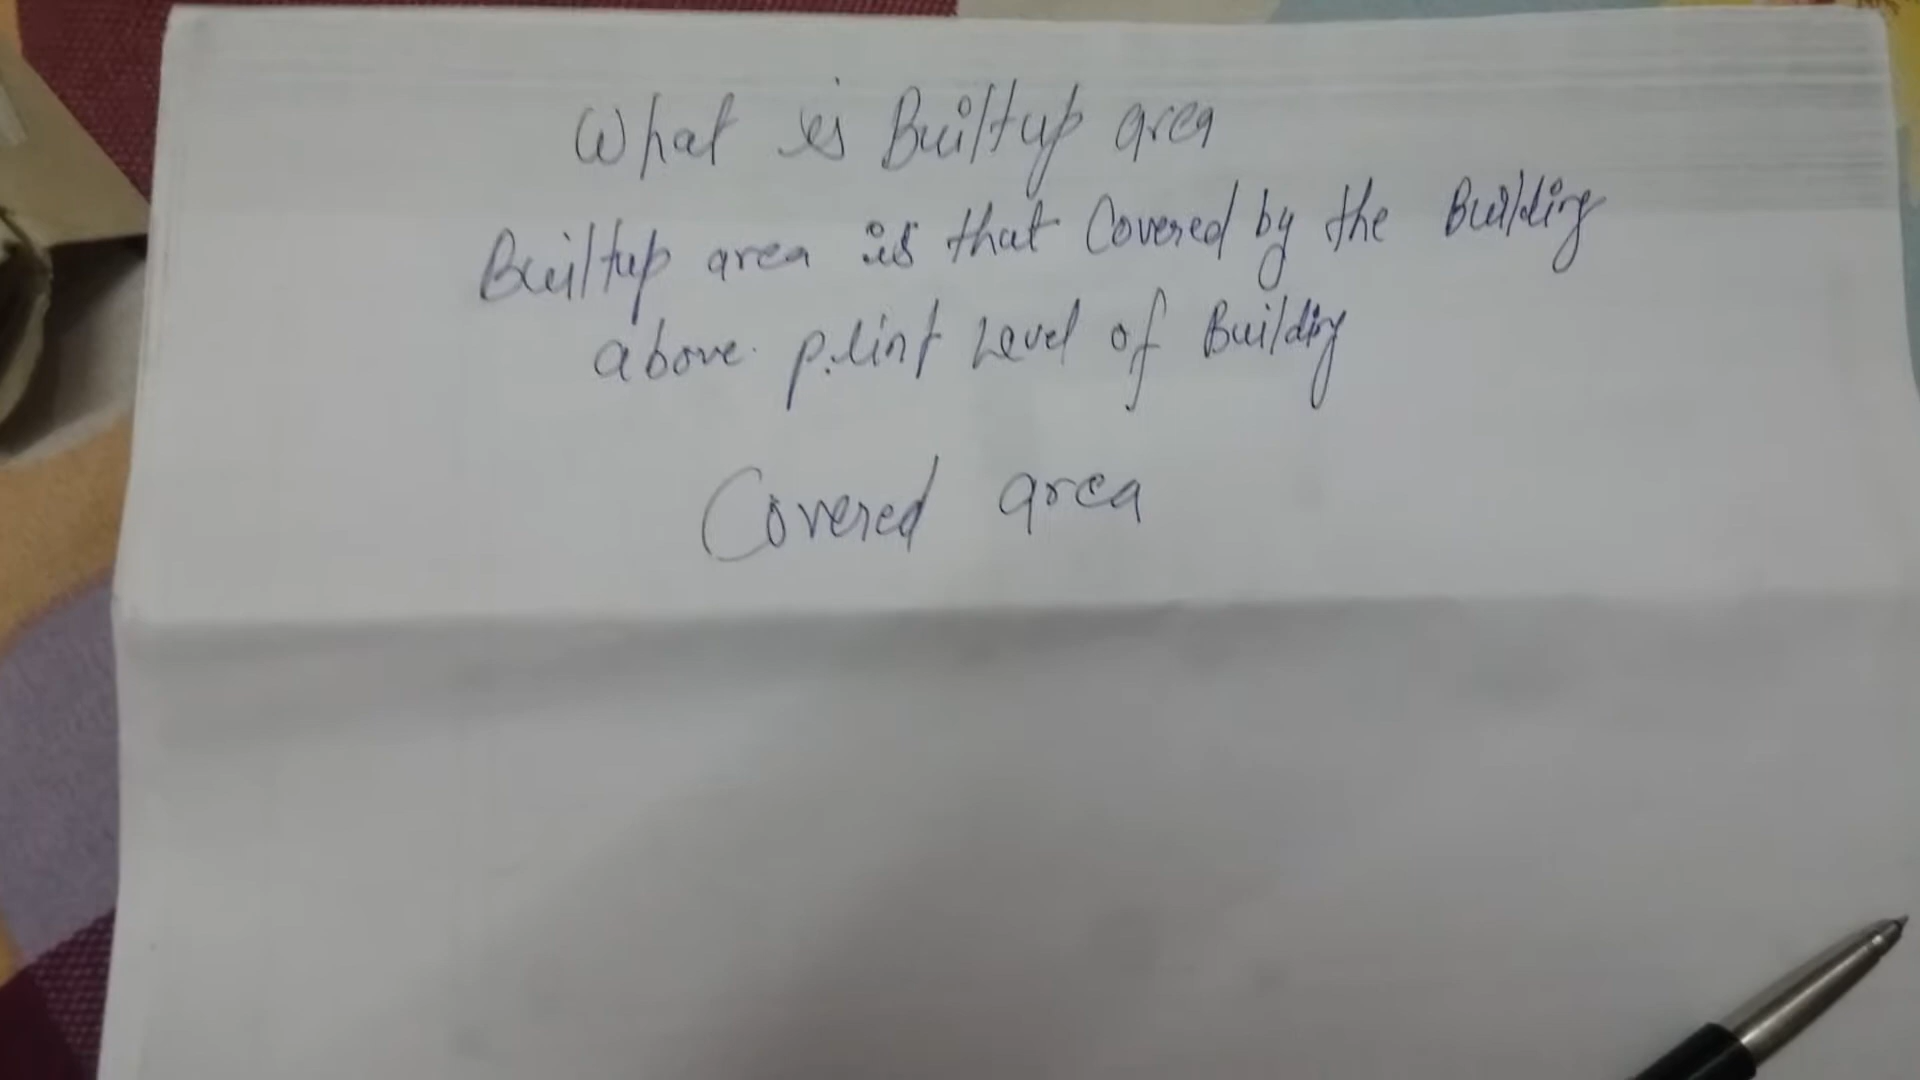 What is Builtup area
Builtup area is that Covered by the Building
above plint Level of Building
Covered area